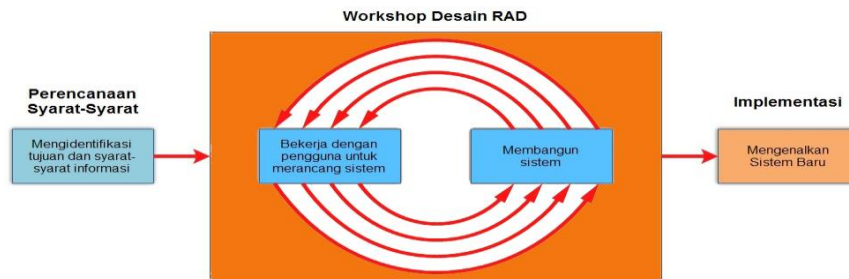 Workshop Desain RAD
Perencanaan
Syarat-Syarat
Mengidentifikasi
tujuan dan syarat-
syarat informasi
Bekerja dengan
pengguna untuk
merancang sistem
Membangun
sistem
Implementasi
Mengenalkan
Sistem Baru